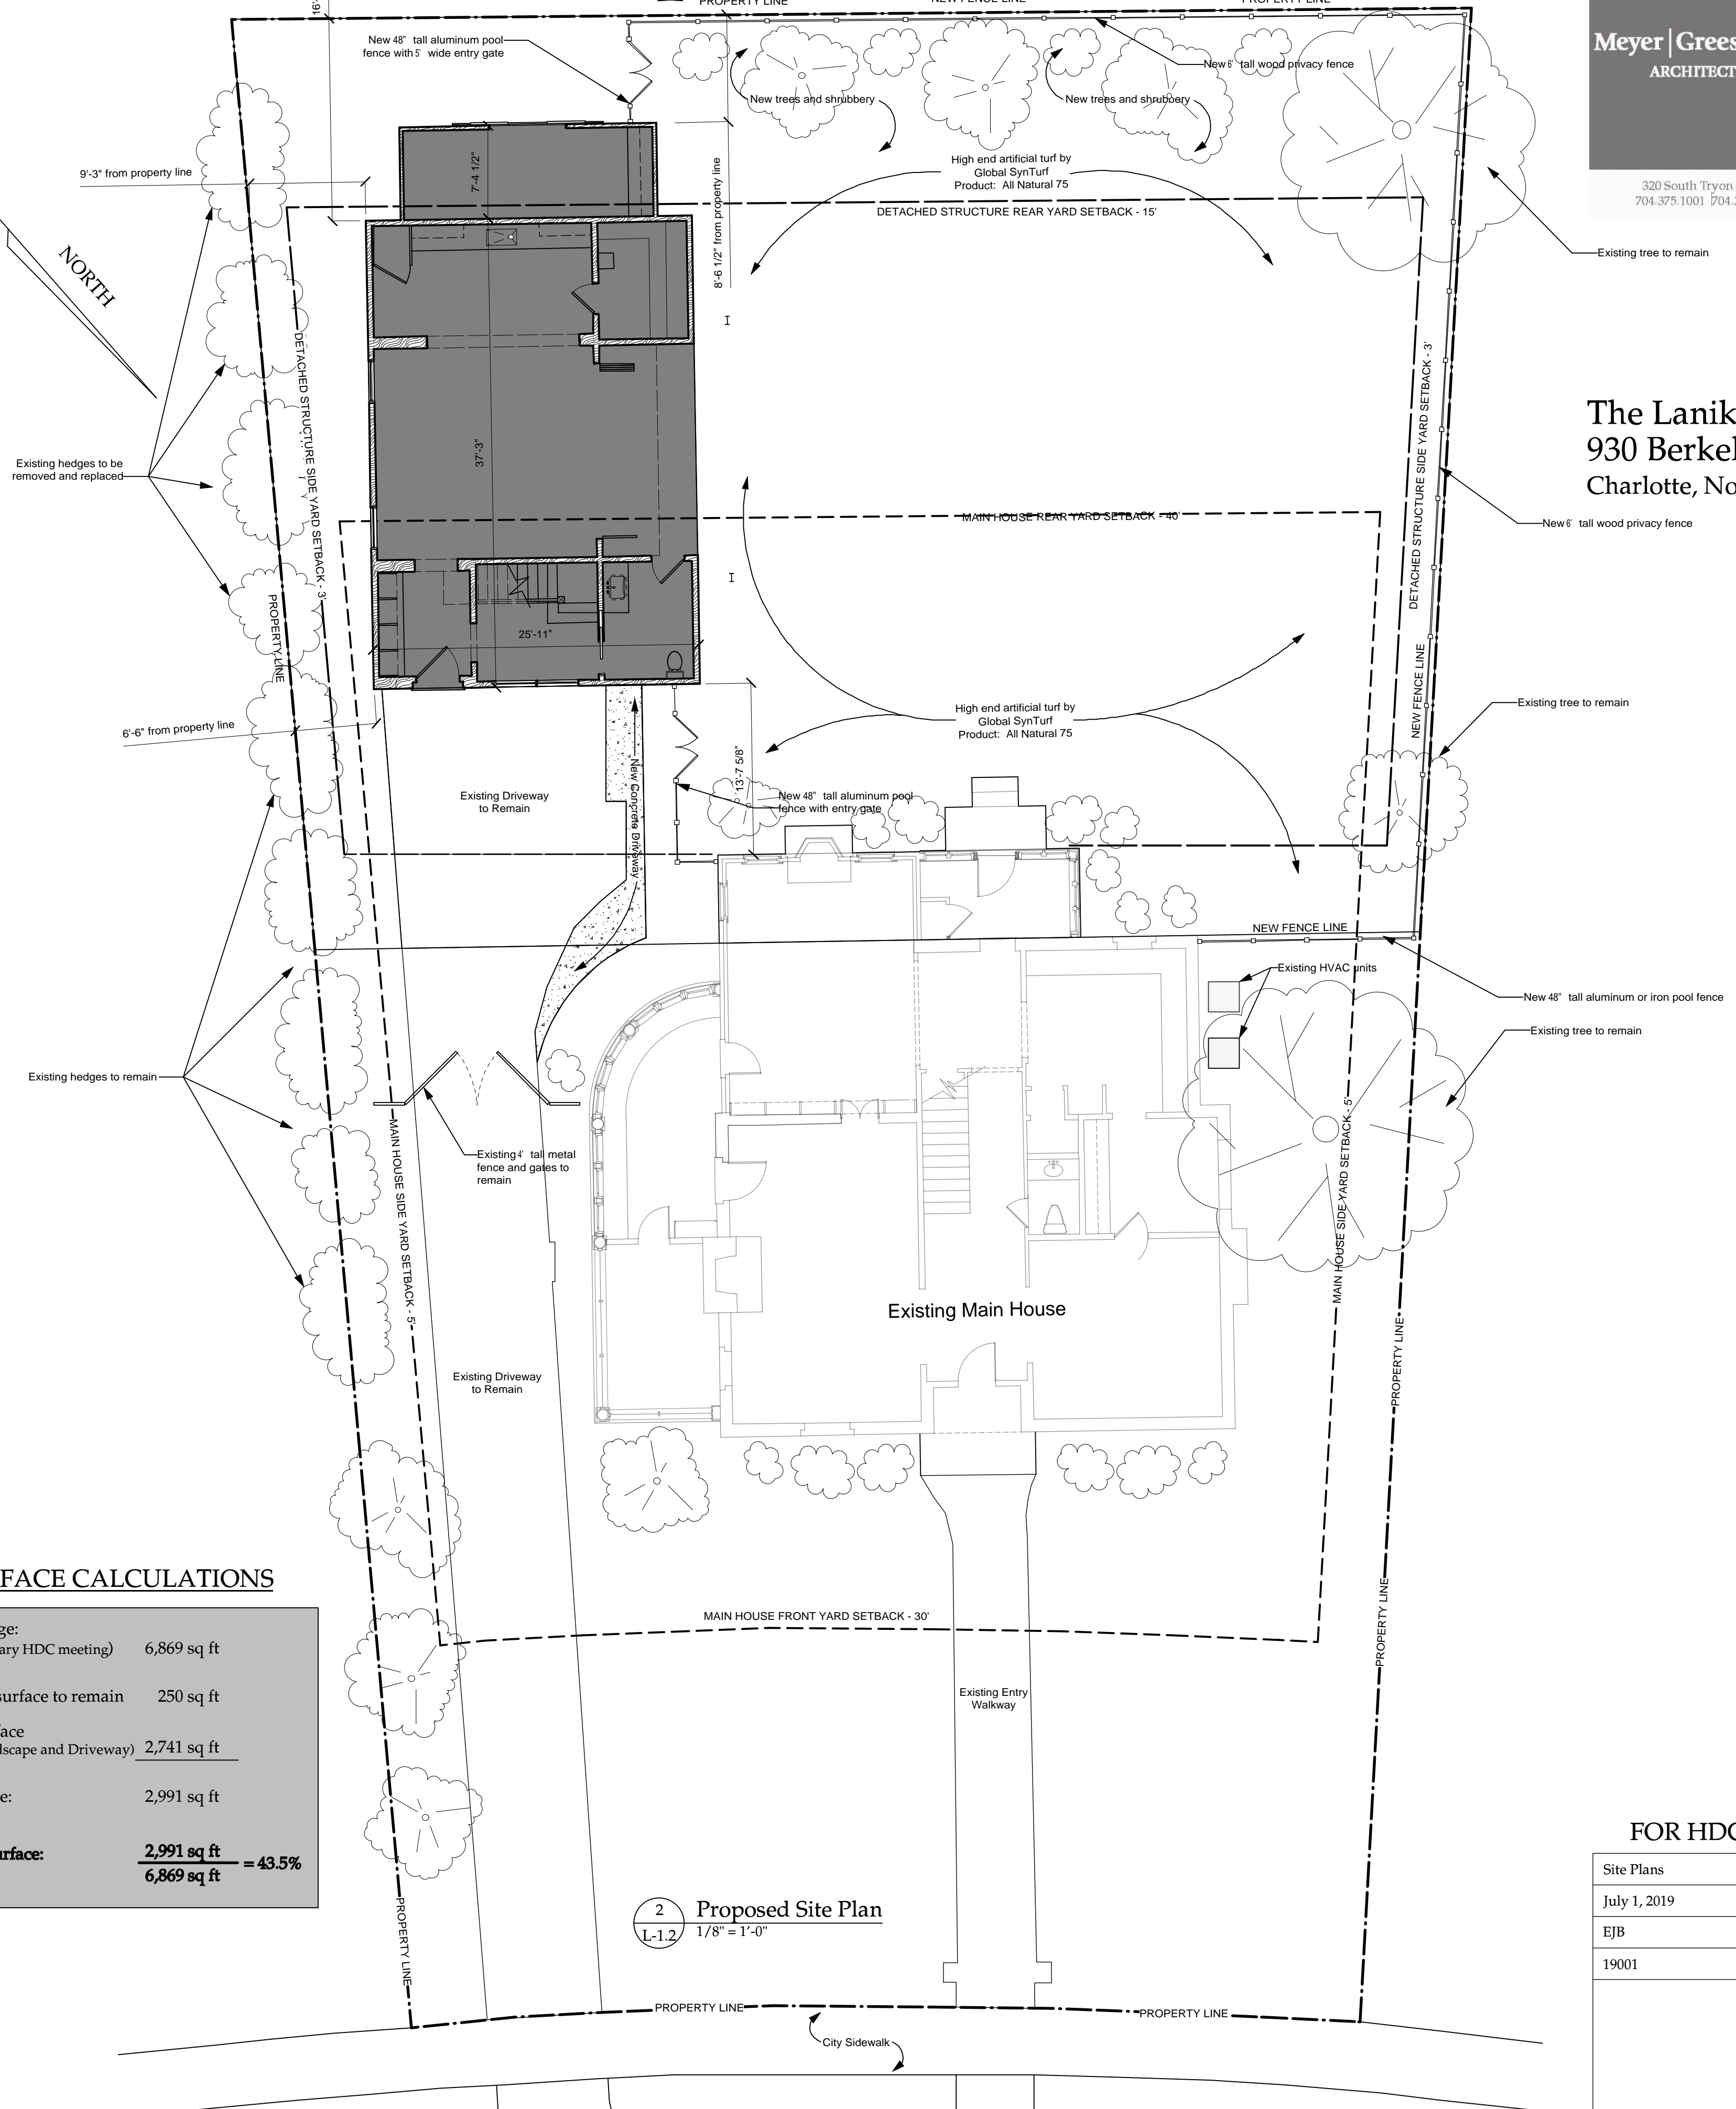 16'-
PROPERTY LINE
NEW FENCE LINE
PROPERTY LINE
New 48" tall aluminum pool
fence with 5' wide entry gate
New 6' tall wood privacy fence
New trees and shrubbery
New trees and shrubbery
Meyer|Grees
ARCHITECT
320 South Tryon
704.375.1001 |704.
9'-3" from property line
7'-4 1/2"
8'-6 1/2" from property line
High end artificial turf by
Global SynTurf
Product: All Natural 75
DETACHED STRUCTURE REAR YARD SETBACK - 15'
Existing tree to remain
NORTH
DETACHED STRUCTURE SIDE YARD SETBACK - 3'
DETACHED STRUCTURE SIDE YARD SETBACK - 3'
The Lanik
930 Berkel
Charlotte, No
37'-3"
Existing hedges to be
removed and replaced
MAIN HOUSE REAR YARD SETBACK - 40'
New 6' tall wood privacy fence
PROPERTY LINE
25'-11"
NEW FENCE LINE
6'-6" from property line
Existing tree to remain
High end artificial turf by
Global SynTurf
Product: All Natural 75
13'-7 5/8"
Existing Driveway
to Remain
New Concrete Driveway
New 48" tall aluminum pool
fence with entry gate
NEW FENCE LINE
Existing HVAC units
New 48" tall aluminum or iron pool fence
Existing tree to remain
Existing hedges to remain
Existing 4' tall metal
fence and gates to
remain
MAIN HOUSE SIDE YARD SETBACK - 5'
MAIN HOUSE SIDE YARD SETBACK - 5'
Existing Main House
PROPERTY LINE
Existing Driveway
to Remain
FACE CALCULATIONS
ge:
ary HDC meeting) 6,869 sq ft
surface to remain 250 sq ft
face
dscape and Driveway) 2,741 sq ft
e: 2,991 sq ft
urface: 2,991 sq ft
= 43.5%
6,869 sq ft
MAIN HOUSE FRONT YARD SETBACK - 30'
PROPERTY LINE
Existing Entry
Walkway
FOR HDC
Site Plans
July 1, 2019
EJB
19001
PROPERTY LINE
2
L-1.2
Proposed Site Plan
1/8" = 1'-0"
PROPERTY LINE
PROPERTY LINE
City Sidewalk